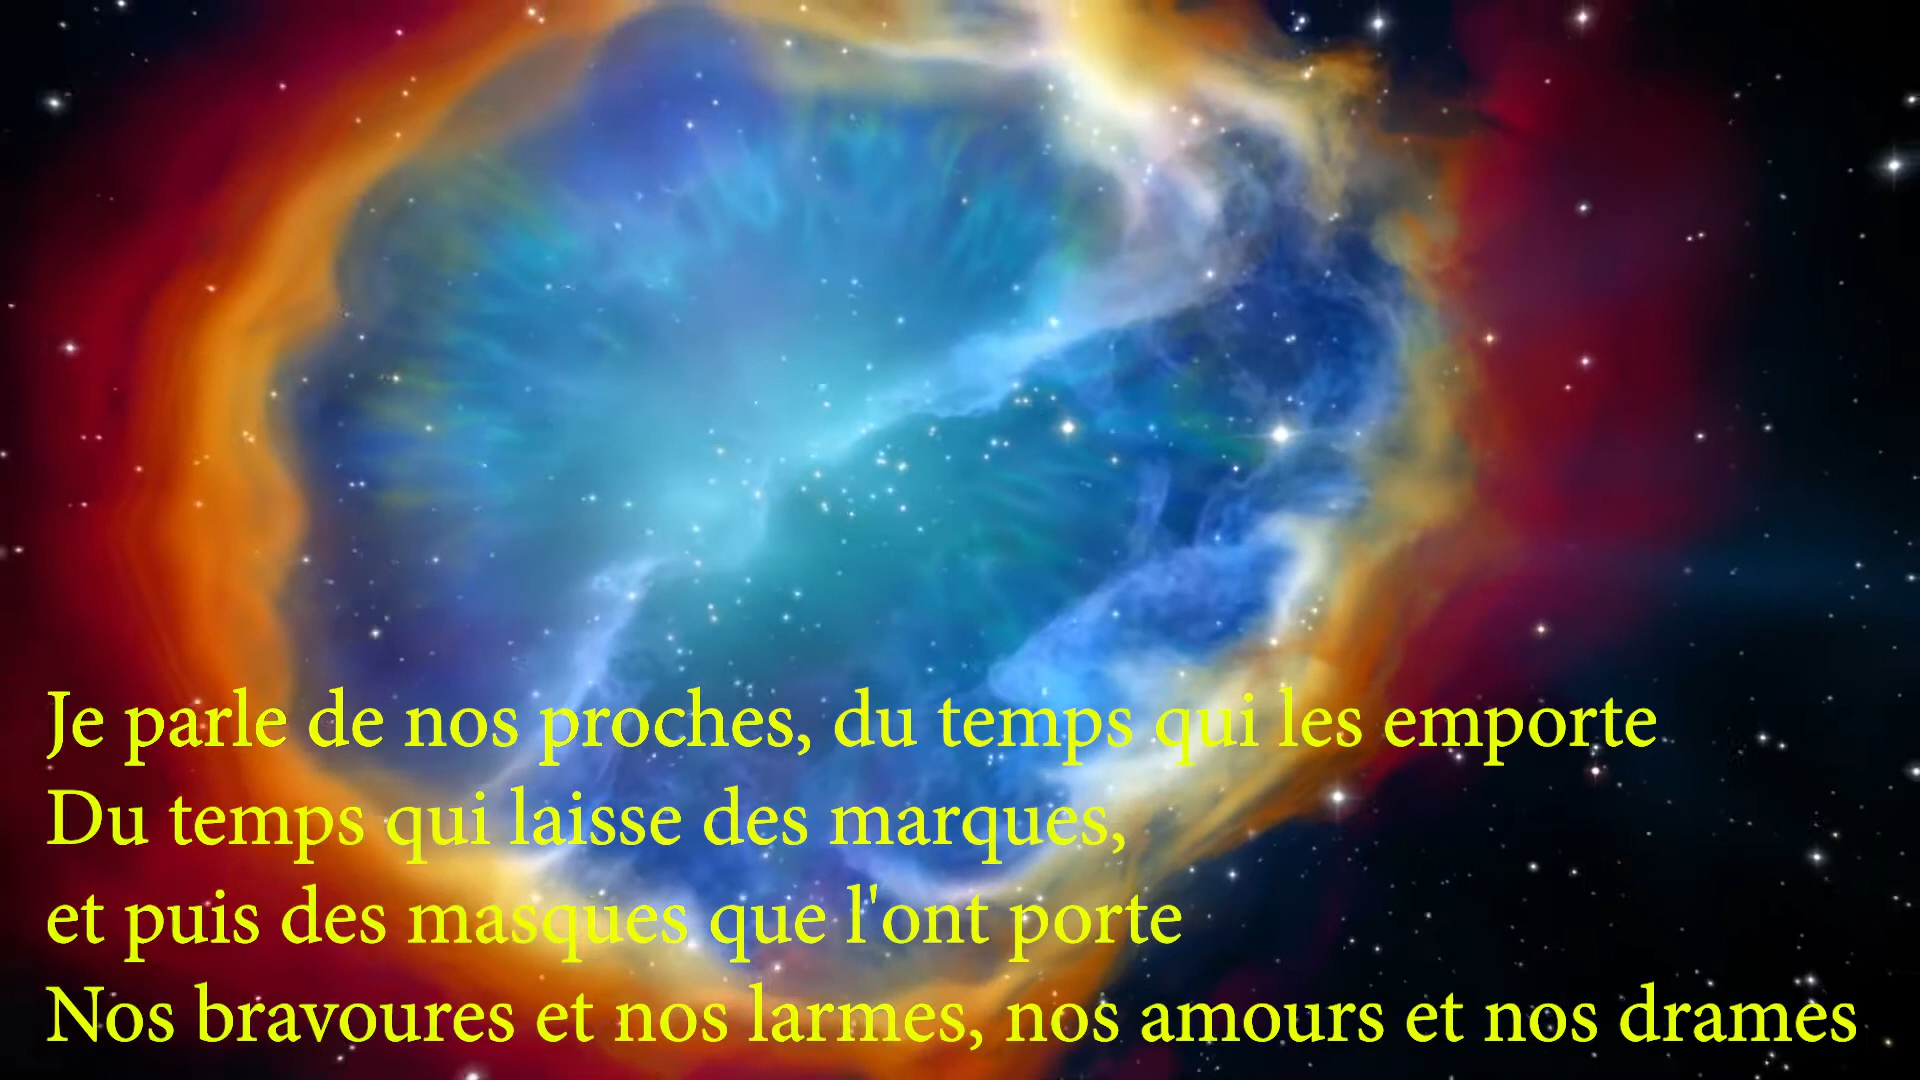 Je parle de nos proches, du temps qui les emporte
Du temps qui laisse des marques,
et puis des masques que l'ont porte
Nos bravoures et nos larmes, nos amours et nos drames